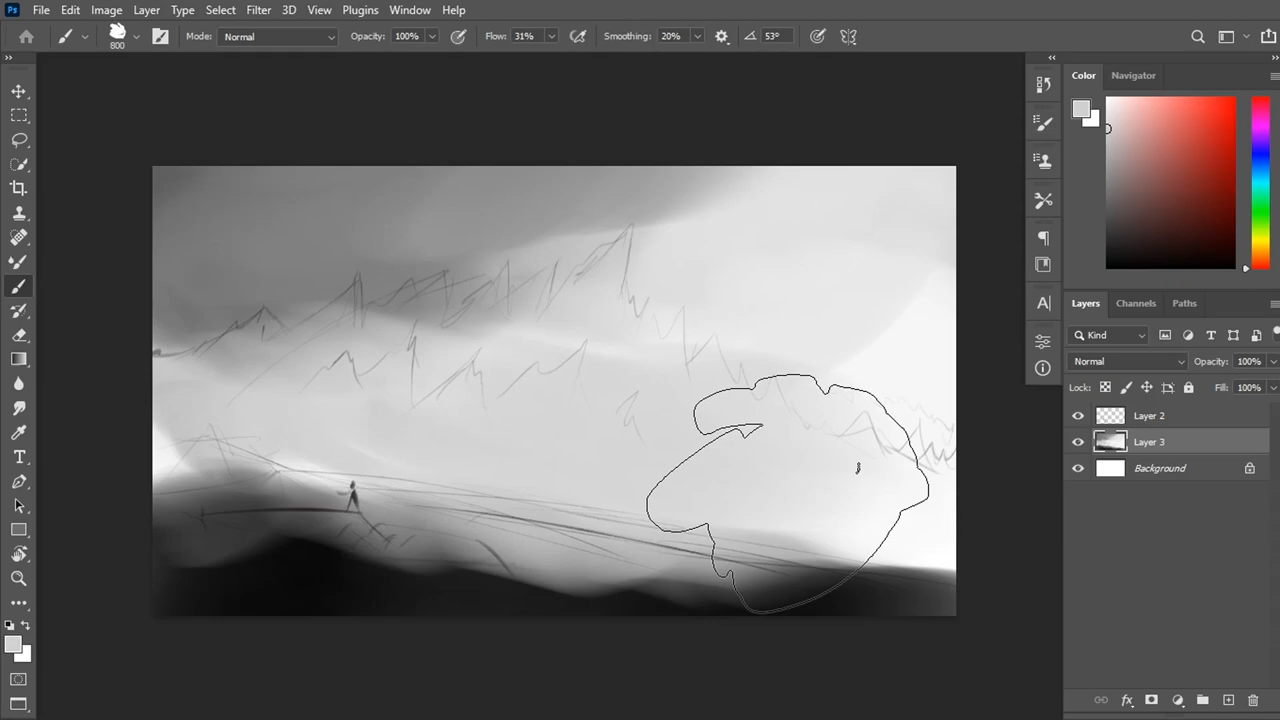 Ps File Edit Image Layer Type Select Filter 3D View Plugins Window Help
800 Mode: Normal Opacity: 100% Flow: 31% Smoothing: 20% 53°
Color Navigator
Layers Channels Paths
Kind
Normal Opacity: 100%
Lock: Fill: 100%
Layer 2
Layer 3
Background